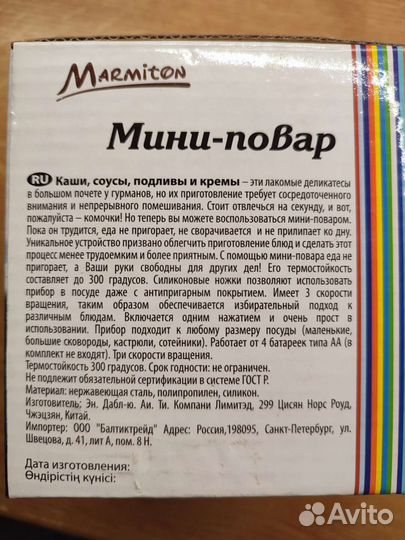 MARMITON
Мини-повар
RU Каши, соусы, подливы и кремы – эти лакомые деликатесы
в большом почете у гурманов, но их приготовление требует сосредоточенного
внимания и непрерывного помешивания. Стоит отвлечься на секунду, и вот,
пожалуйста – комочки! Но теперь вы можете воспользоваться мини-поваром.
Пока он трудится, еда не пригорает, не сворачивается и не прилипает ко дну.
Уникальное устройство призвано облегчить приготовление блюд и сделать этот
процесс менее трудоемким и более приятным. С помощью мини-повара еда не
пригорает, а Ваши руки свободны для других дел! Его термостойкость
составляет до 300 градусов. Силиконовые ножки позволяют использовать
прибор в посуде даже с антипригарным покрытием. Имеет 3 скорости
вращения, таким образом обеспечивается избирательный подход к
различным блюдам. Включается одним нажатием и очень прост в
использовании. Прибор подходит к любому размеру посуды (маленькие,
большие сковороды, кастрюли, сотейники). Работает от 4 батареек типа АА (в
комплект не входят). Три скорости вращения.
Термостойкость 300 градусов. Срок годности: не ограничен.
Не подлежит обязательной сертификации в системе ГОСТ Р.
Материал: нержавеющая сталь, полипропилен, силикон.
Изготовитель; Эн. Дабл-ю. Аи. Ти. Компани Лимитэд, 299 Цисян Норс Роуд,
Чжэцзян, Китай.
Импортер: ООО "Балтиктрейд" Адрес: Россия,198095, Санкт-Петербург, ул.
Швецова, д. 41, лит А, пом. 8 Н.
Дата изготовления:
Өндірістің күнісі:
Avito